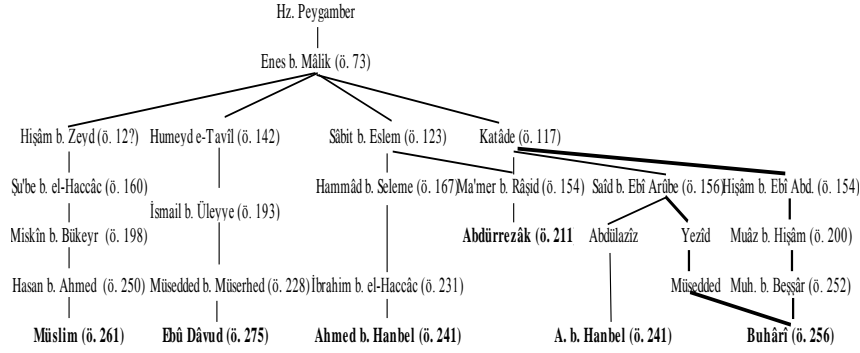 Hz. Peygamber
Enes b. Mâlik (ö. 73)
Hişâm b. Zeyd (ö. 12?) Humeyd e-Tavîl (ö. 142) Sâbit b. Eslem (ö. 123) Katâde (ö. 117)
Şu'be b. el-Haccâc (ö. 160) Hammâd b. Seleme (ö. 167) Ma'mer b. Râşid (ö. 154) Saîd b. Ebî Arûbe (ö. 156) Hişâm b. Ebî Abd. (ö. 154)
İsmail b. Üleyye (ö. 193)
Miskîn b. Bükeyr (ö. 198) Abdürrezâk (ö. 211 Abdülazîz Yezîd Muâz b. Hişâm (ö. 200)
Hasan b. Ahmed (ö. 250) Müsedded b. Müserhed (ö. 228) İbrahim b. el-Haccâc (ö. 231) Müsedded Muh. b. Beşşâr (ö. 252)
Müslim (ö. 261) Ebû Dâvud (ö. 275) Ahmed b. Hanbel (ö. 241) A. b. Hanbel (ö. 241) Buhârî (ö. 256)